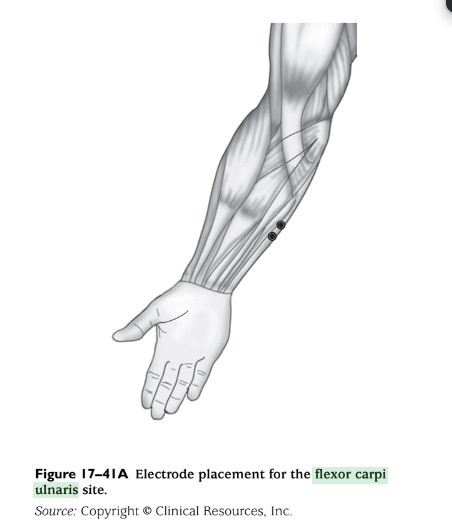 Figure 17–41A Electrode placement for the flexor carpi
ulnaris site.
Source: Copyright © Clinical Resources, Inc.